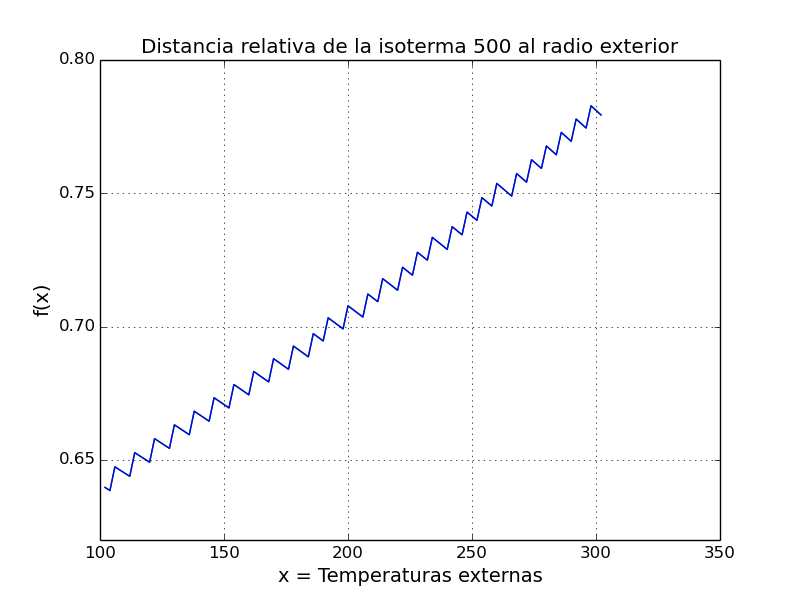 Distancia relativa de la isoterma 500 al radio exterior
0.80
0.75
0.70
0.65
f(x)
100 150 200 250 300 350
x = Temperaturas externas